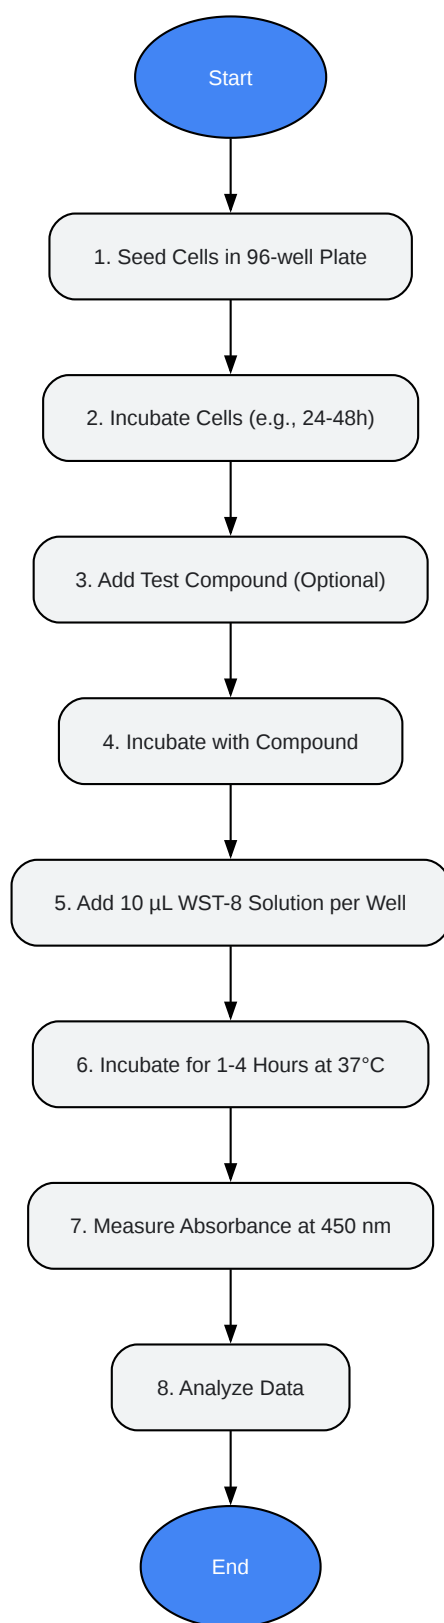 Start
1. Seed Cells in 96-well Plate
2. Incubate Cells (e.g., 24-48h)
3. Add Test Compound (Optional)
4. Incubate with Compound
5. Add 10 µL WST-8 Solution per Well
6. Incubate for 1-4 Hours at 37°C
7. Measure Absorbance at 450 nm
8. Analyze Data
End